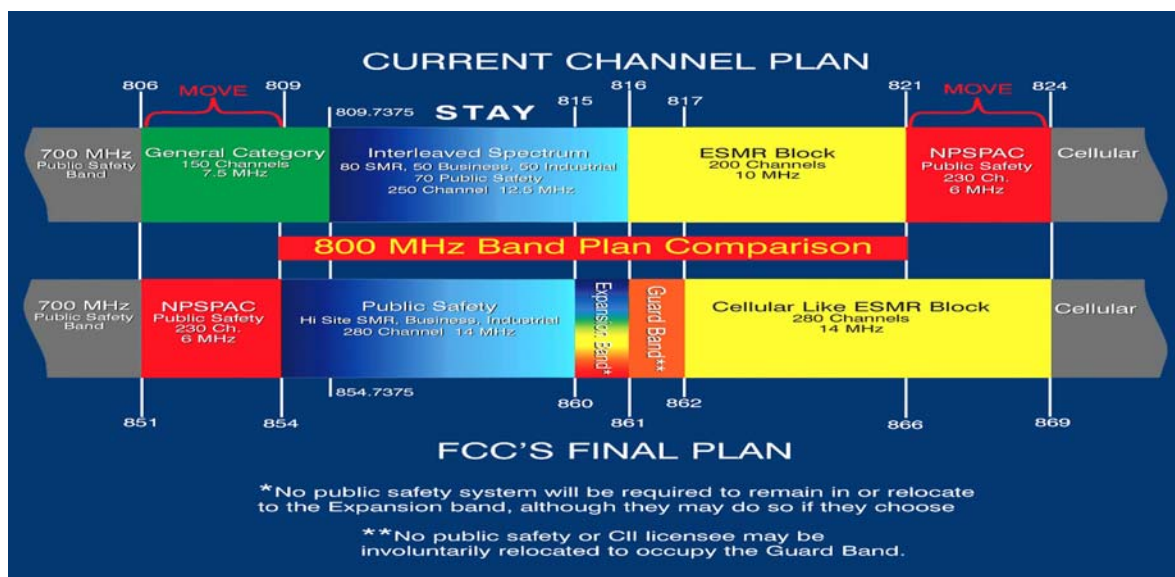 CURRENT CHANNEL PLAN
806
MOVE
809
809.7375
STAY
815
816
817
821
MOVE
824
700 MHz
Public Safety
Band
General Category
150 Channels
7.5 MHz
Interleaved Spectrum
80 SMR, 50 Business, 50 Industrial
70 Public Safety
250 Channel 12.5 MHz
ESMR Block
200 Channels
10 MHz
NPSPAC
Public Safety
230 Ch.
6 MHz
Cellular
800 MHz Band Plan Comparison
700 MHz
Public Safety
Band
NPSPAC
Public Safety
230 Ch.
6 MHz
Public Safety
Hi Site SMR, Business, Industrial
280 Channel 14 MHz
Expansion Band*
Guard Band**
Cellular Like ESMR Block
280 Channels
14 MHz
Cellular
851
854
854.7375
860
861
862
866
869
FCC'S FINAL PLAN
*No public safety system will be required to remain in or relocate
to the Expansion band, although they may do so if they choose
**No public safety or CII licensee may be
involuntarily relocated to occupy the Guard Band.